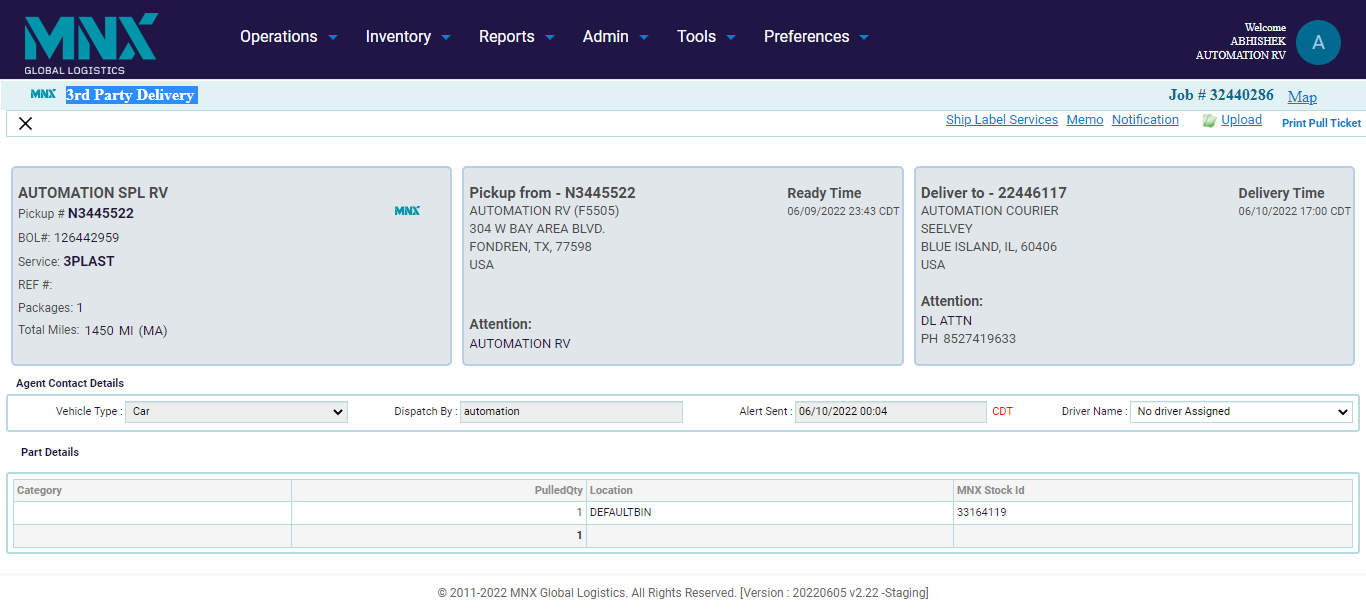 MNX
GLOBAL LOGISTICS
Operations Inventory Reports Admin Tools Preferences
Welcome
ABHISHEK
AUTOMATION RV
A
MNX 3rd Party Delivery
Job # 32440286 Map
Ship Label Services Memo Notification Upload Print Pull Ticket
AUTOMATION SPL RV
Pickup # N3445522
MNX
BOL#: 126442959
Service: 3PLAST
REF #:
Packages: 1
Total Miles: 1450 MI (MA)
Pickup from - N3445522
AUTOMATION RV (F5505)
304 W BAY AREA BLVD.
FONDREN, TX, 77598
USA
Attention:
AUTOMATION RV
Ready Time
06/09/2022 23:43 CDT
Deliver to - 22446117
AUTOMATION COURIER
SEELVEY
BLUE ISLAND, IL, 60406
USA
Attention:
DL ATTN
PH 8527419633
Delivery Time
06/10/2022 17:00 CDT
Agent Contact Details
Vehicle Type : Car Dispatch By : automation Alert Sent : 06/10/2022 00:04 CDT Driver Name : No driver Assigned
Part Details
Category PulledQty Location MNX Stock Id
1 DEFAULTBIN 33164119
1
© 2011-2022 MNX Global Logistics. All Rights Reserved. [Version : 20220605 v2.22 -Staging]